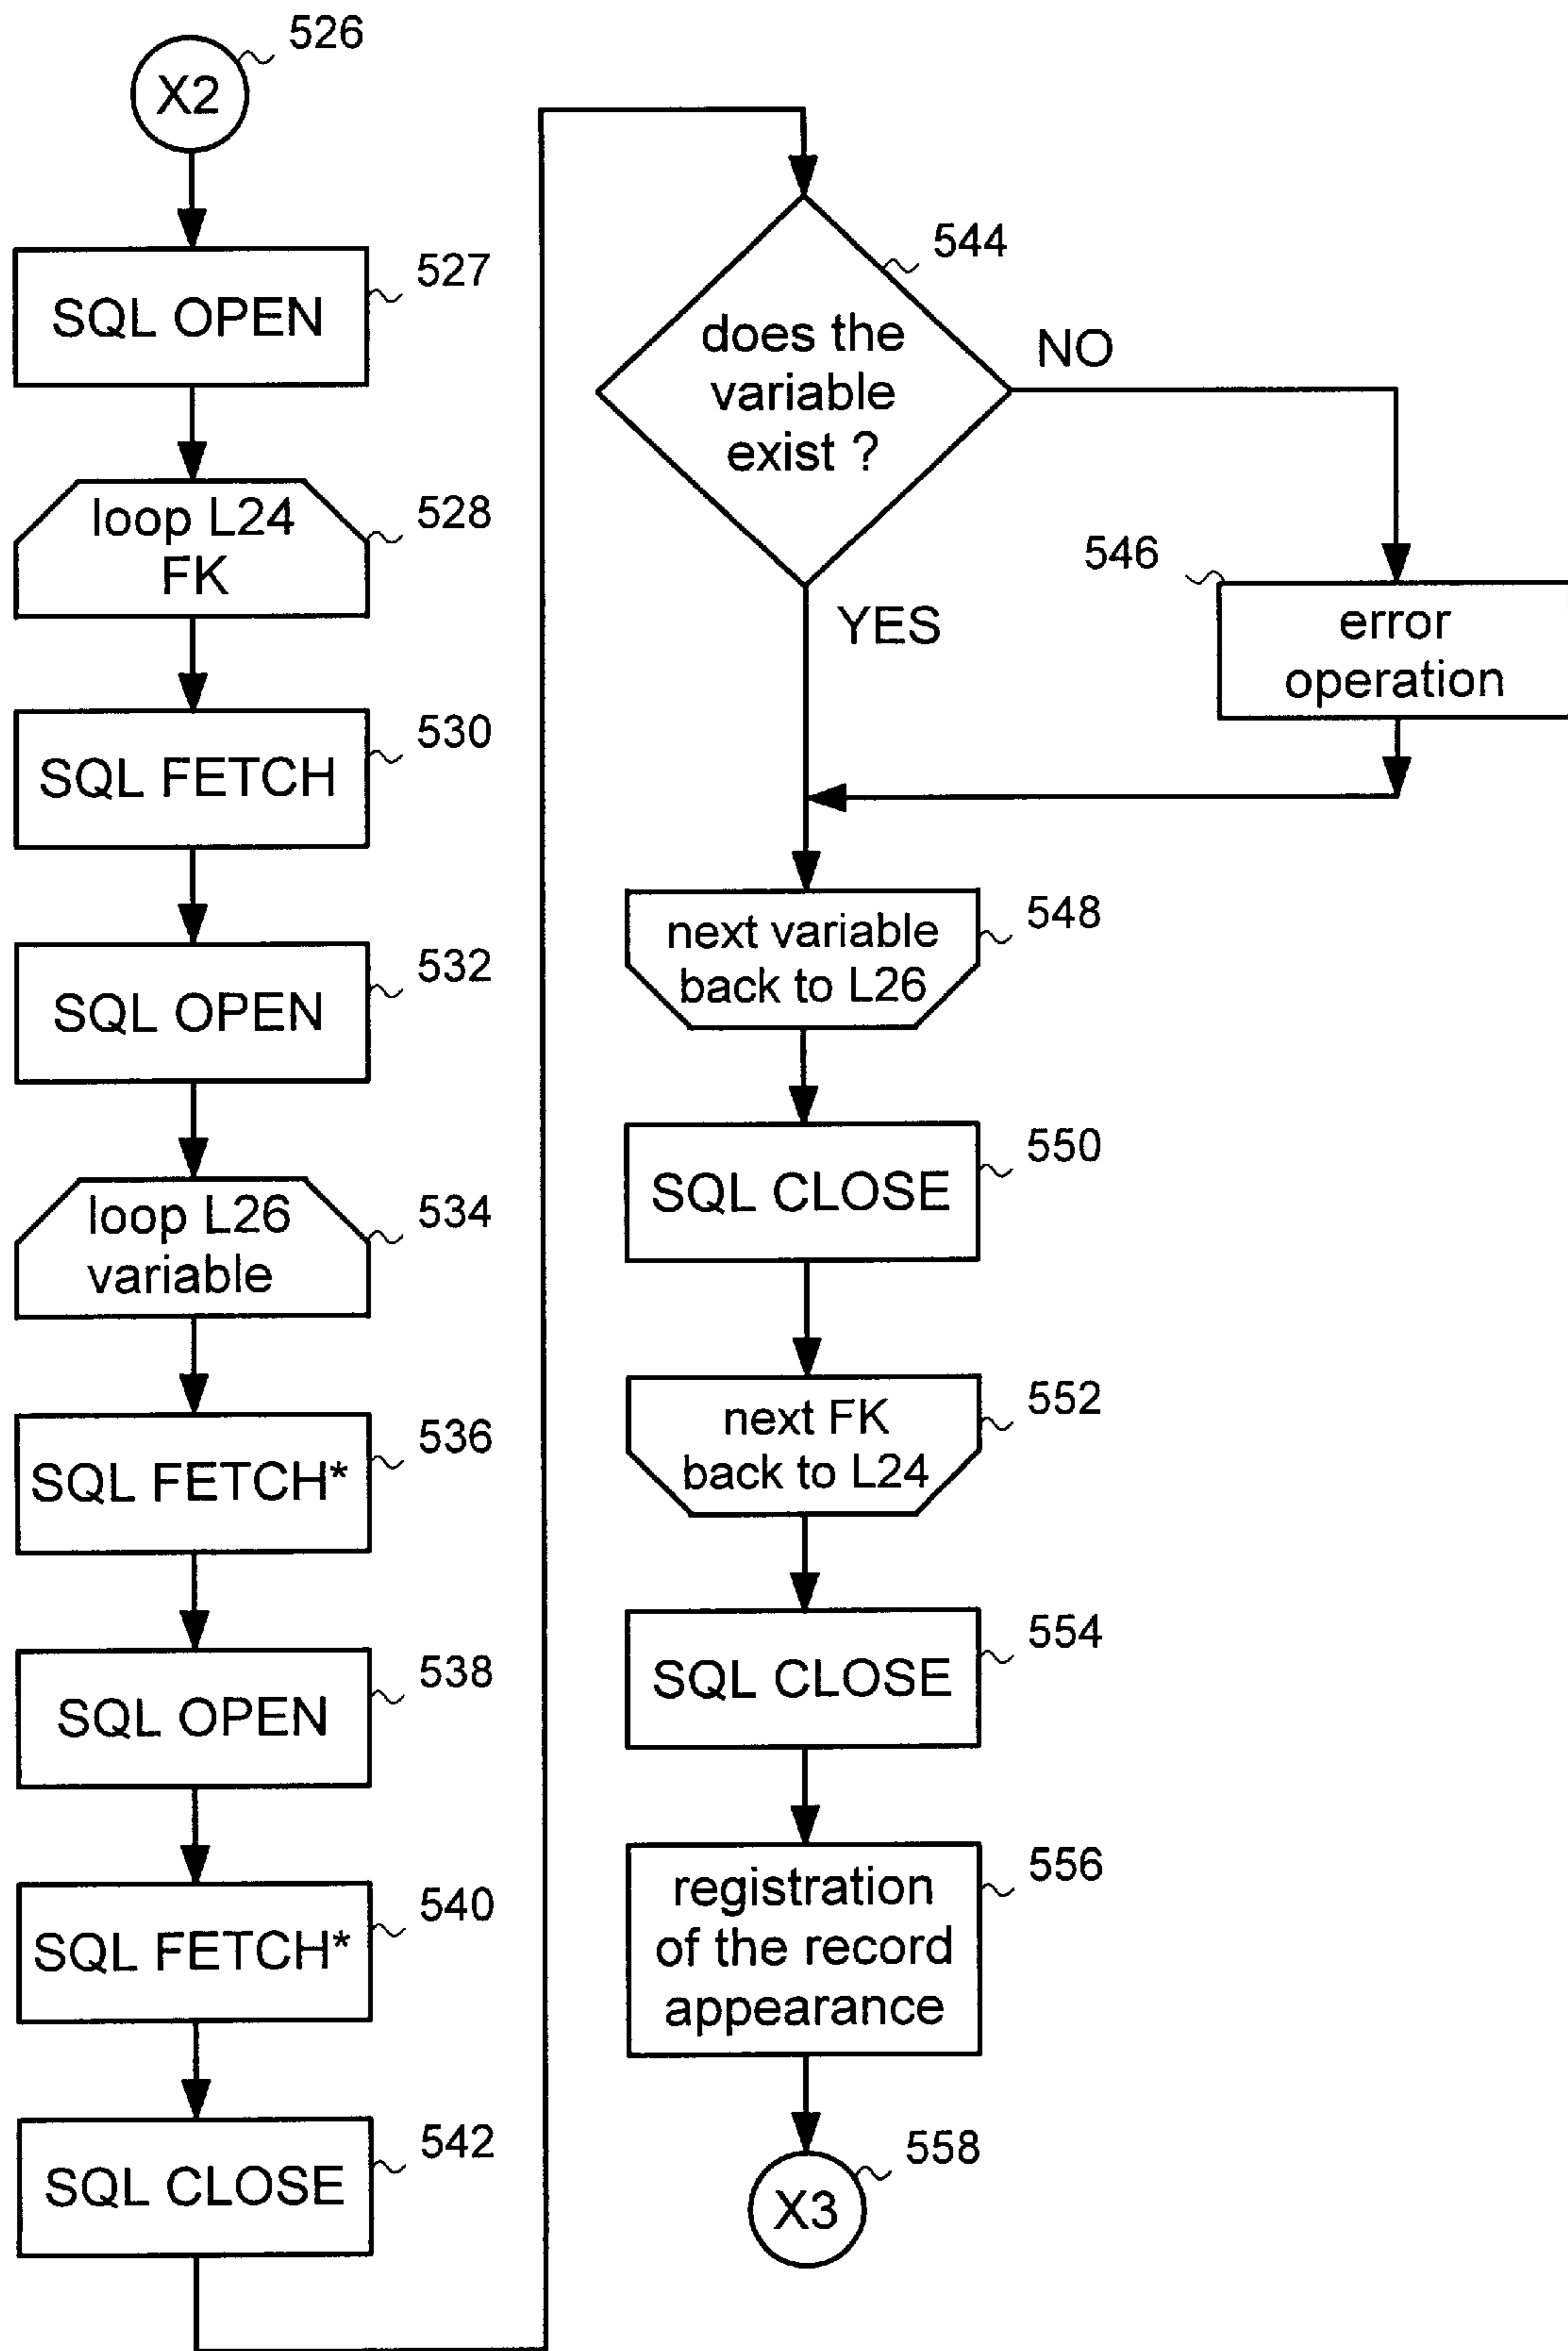 526
X2
527
SQL OPEN
528
loop L24
FK
530
SQL FETCH
532
SQL OPEN
534
loop L26
variable
536
SQL FETCH*
538
SQL OPEN
540
SQL FETCH*
542
SQL CLOSE
544
does the
variable
exist ?
NO
YES
546
error
operation
548
next variable
back to L26
550
SQL CLOSE
552
next FK
back to L24
554
SQL CLOSE
556
registration
of the record
appearance
558
X3